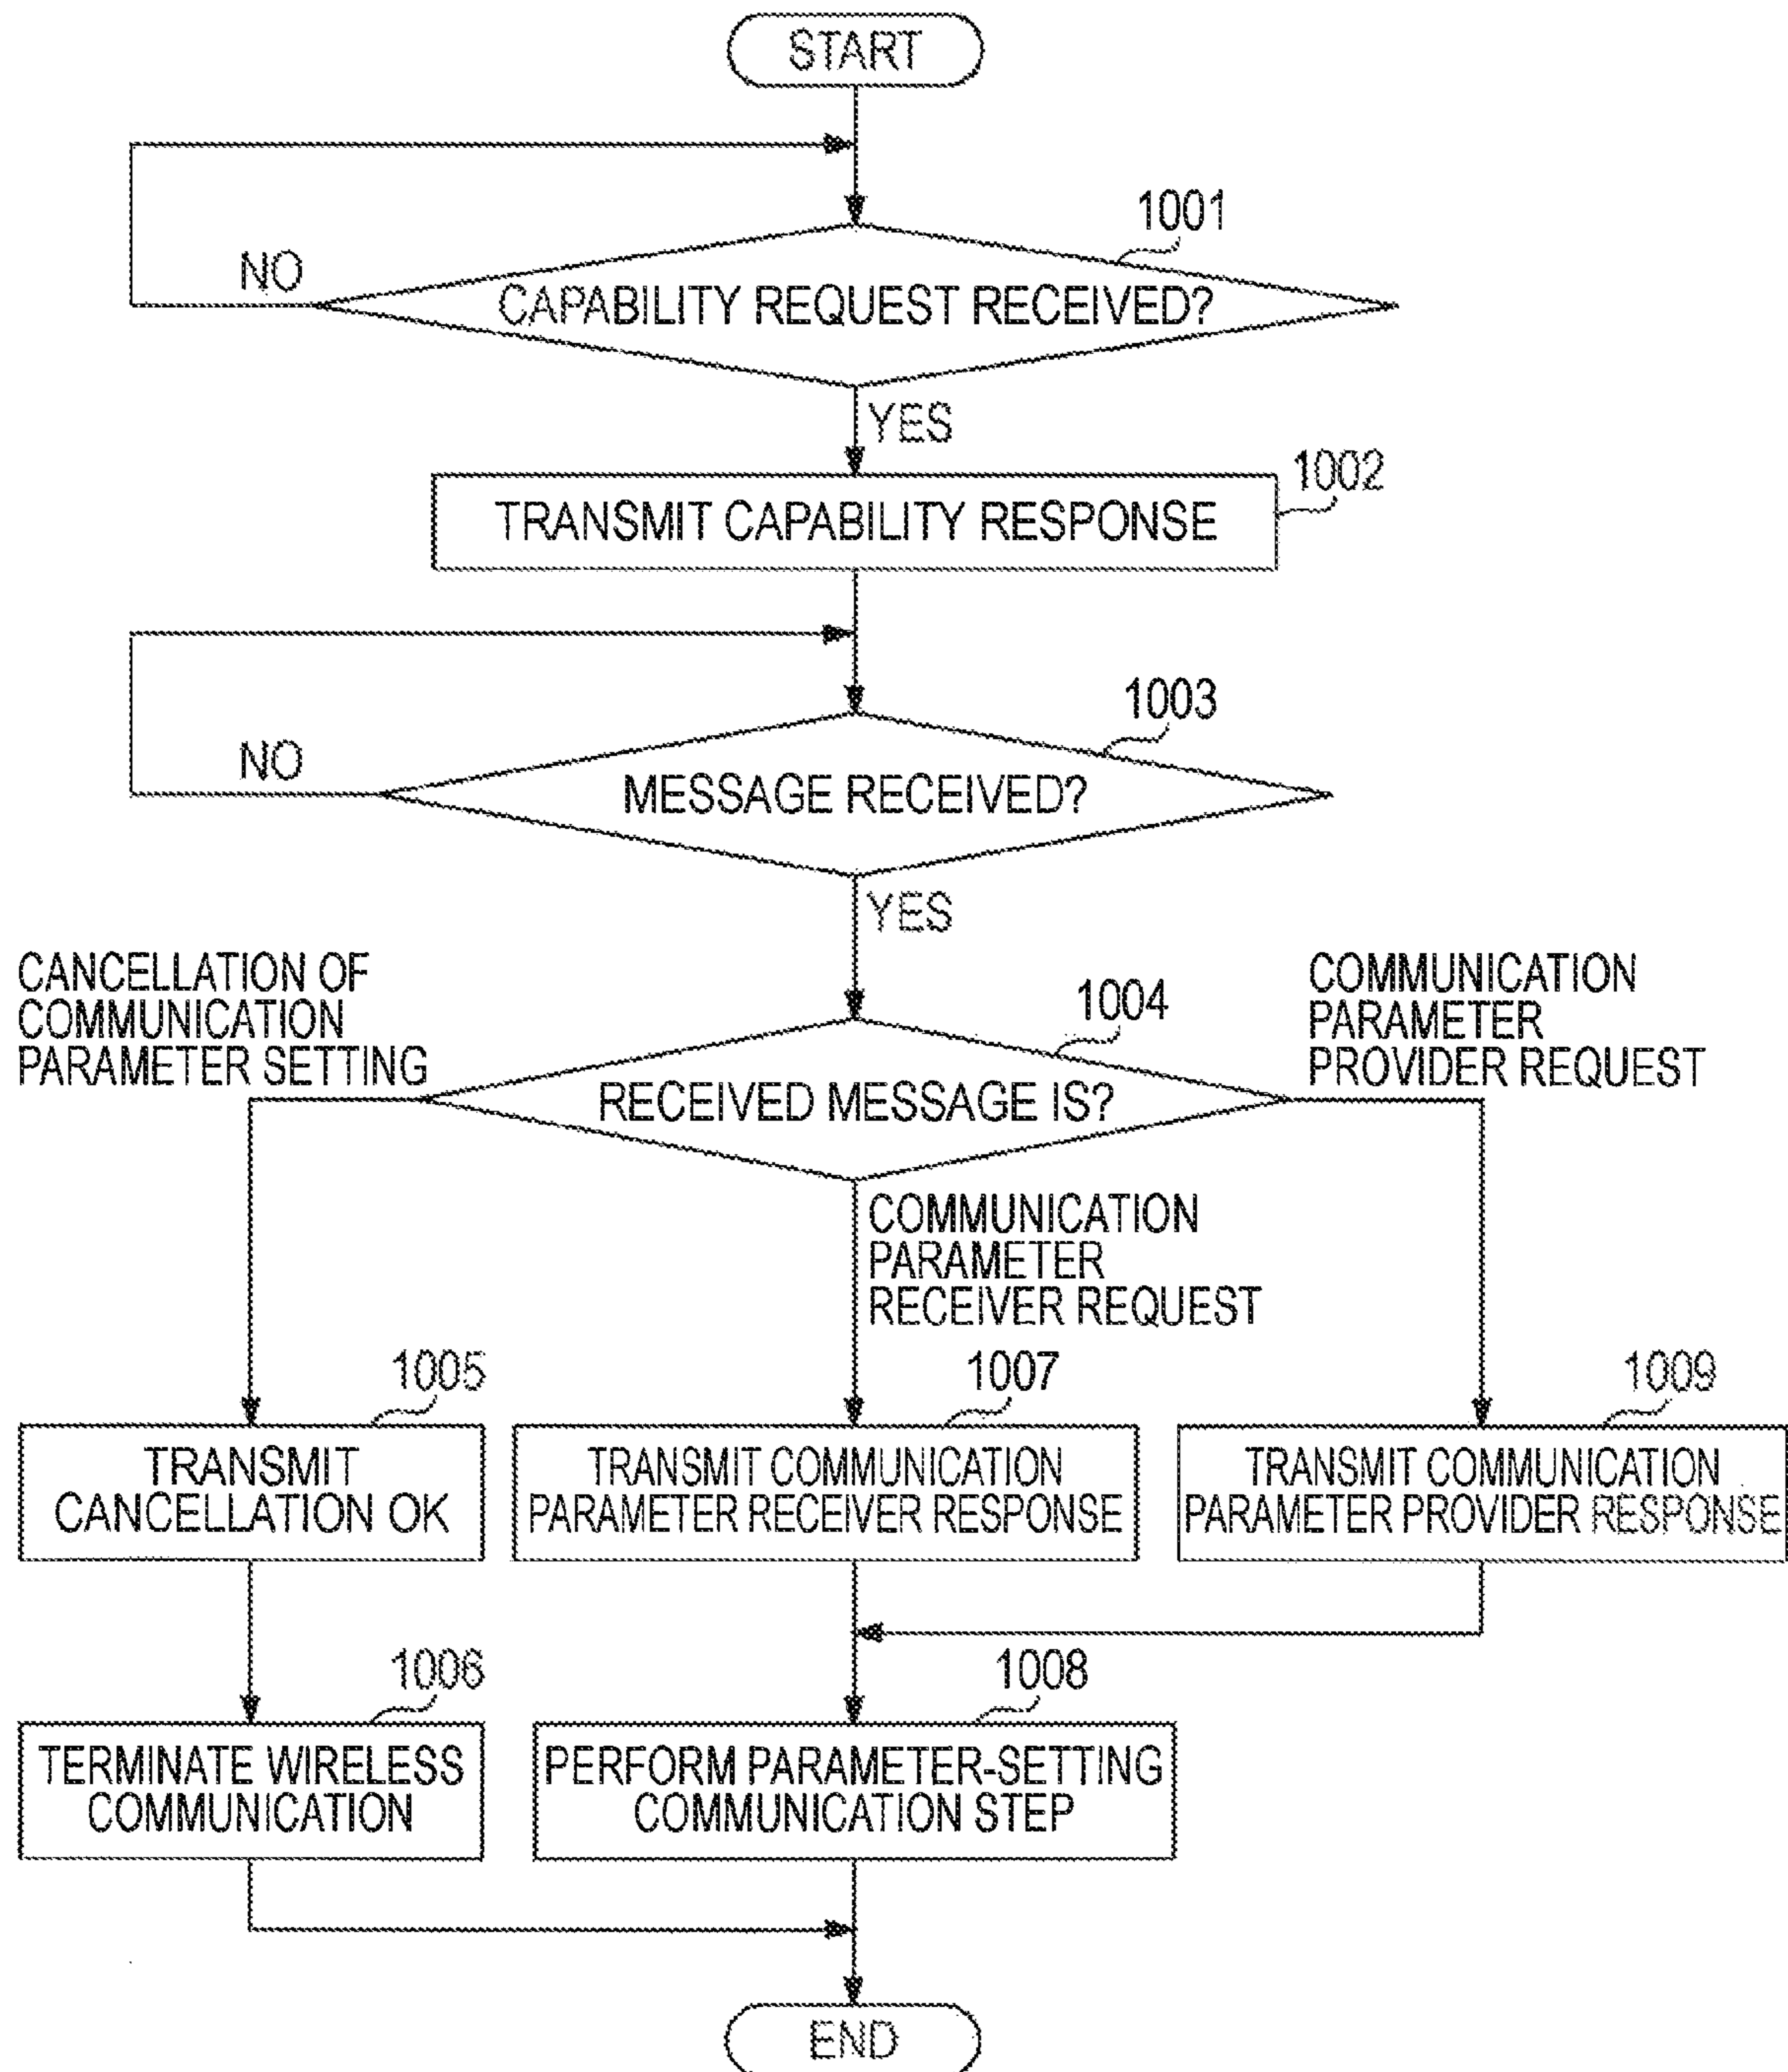 START
1001
NO
CAPABILITY REQUEST RECEIVED?
YES
1002
TRANSMIT CAPABILITY RESPONSE
1003
NO
MESSAGE RECEIVED?
YES
CANCELLATION OF
COMMUNICATION
PARAMETER SETTING
1004
COMMUNICATION
PARAMETER
PROVIDER REQUEST
RECEIVED MESSAGE IS?
COMMUNICATION
PARAMETER
RECEIVER REQUEST
1005
TRANSMIT
CANCELLATION OK
1007
TRANSMIT COMMUNICATION
PARAMETER RECEIVER RESPONSE
1009
TRANSMIT COMMUNICATION
PARAMETER PROVIDER RESPONSE
1006
TERMINATE WIRELESS
COMMUNICATION
1008
PERFORM PARAMETER-SETTING
COMMUNICATION STEP
END